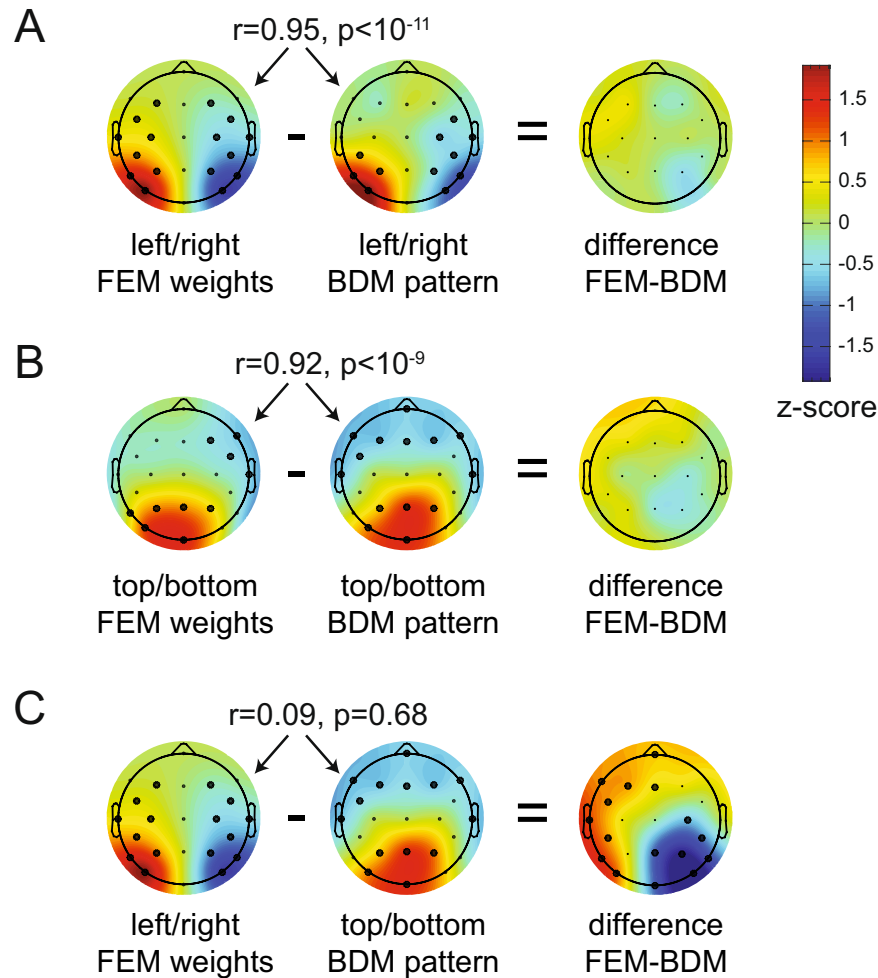 A
r=0.95, p<10⁻¹¹
-
=
left/right
FEM weights
left/right
BDM pattern
difference
FEM-BDM
1.5
1
0.5
0
-0.5
-1
-1.5
z-score
B
r=0.92, p<10⁻⁹
-
=
top/bottom
FEM weights
top/bottom
BDM pattern
difference
FEM-BDM
C
r=0.09, p=0.68
-
=
left/right
FEM weights
top/bottom
BDM pattern
difference
FEM-BDM